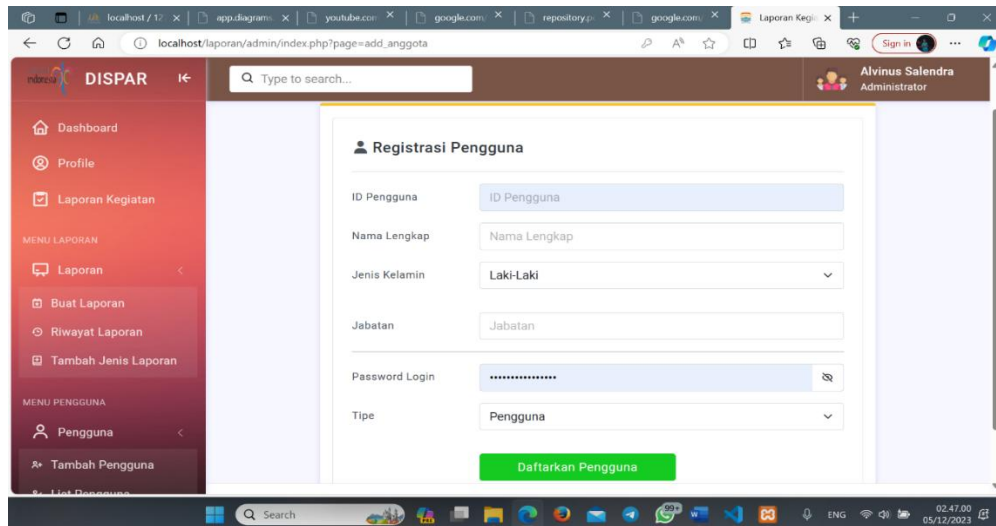 localhost / 12
app.diagrams.
youtube.com
google.com/
repository.p
google.com/
Laporan Kegia
localhost/laporan/admin/index.php?page=add_anggota
Sign in
DISPAR
Type to search...
Alvinus Salendra
Administrator
Dashboard
Profile
Laporan Kegiatan
MENU LAPORAN
Laporan
Buat Laporan
Riwayat Laporan
Tambah Jenis Laporan
MENU PENGGUNA
Pengguna
Tambah Pengguna
List Pengguna
Registrasi Pengguna
ID Pengguna ID Pengguna
Nama Lengkap Nama Lengkap
Jenis Kelamin Laki-Laki
Jabatan Jabatan
Password Login ••••••••••••••••
Tipe Pengguna
Daftarkan Pengguna
Search
99+
ENG
02.47.00
05/12/2023